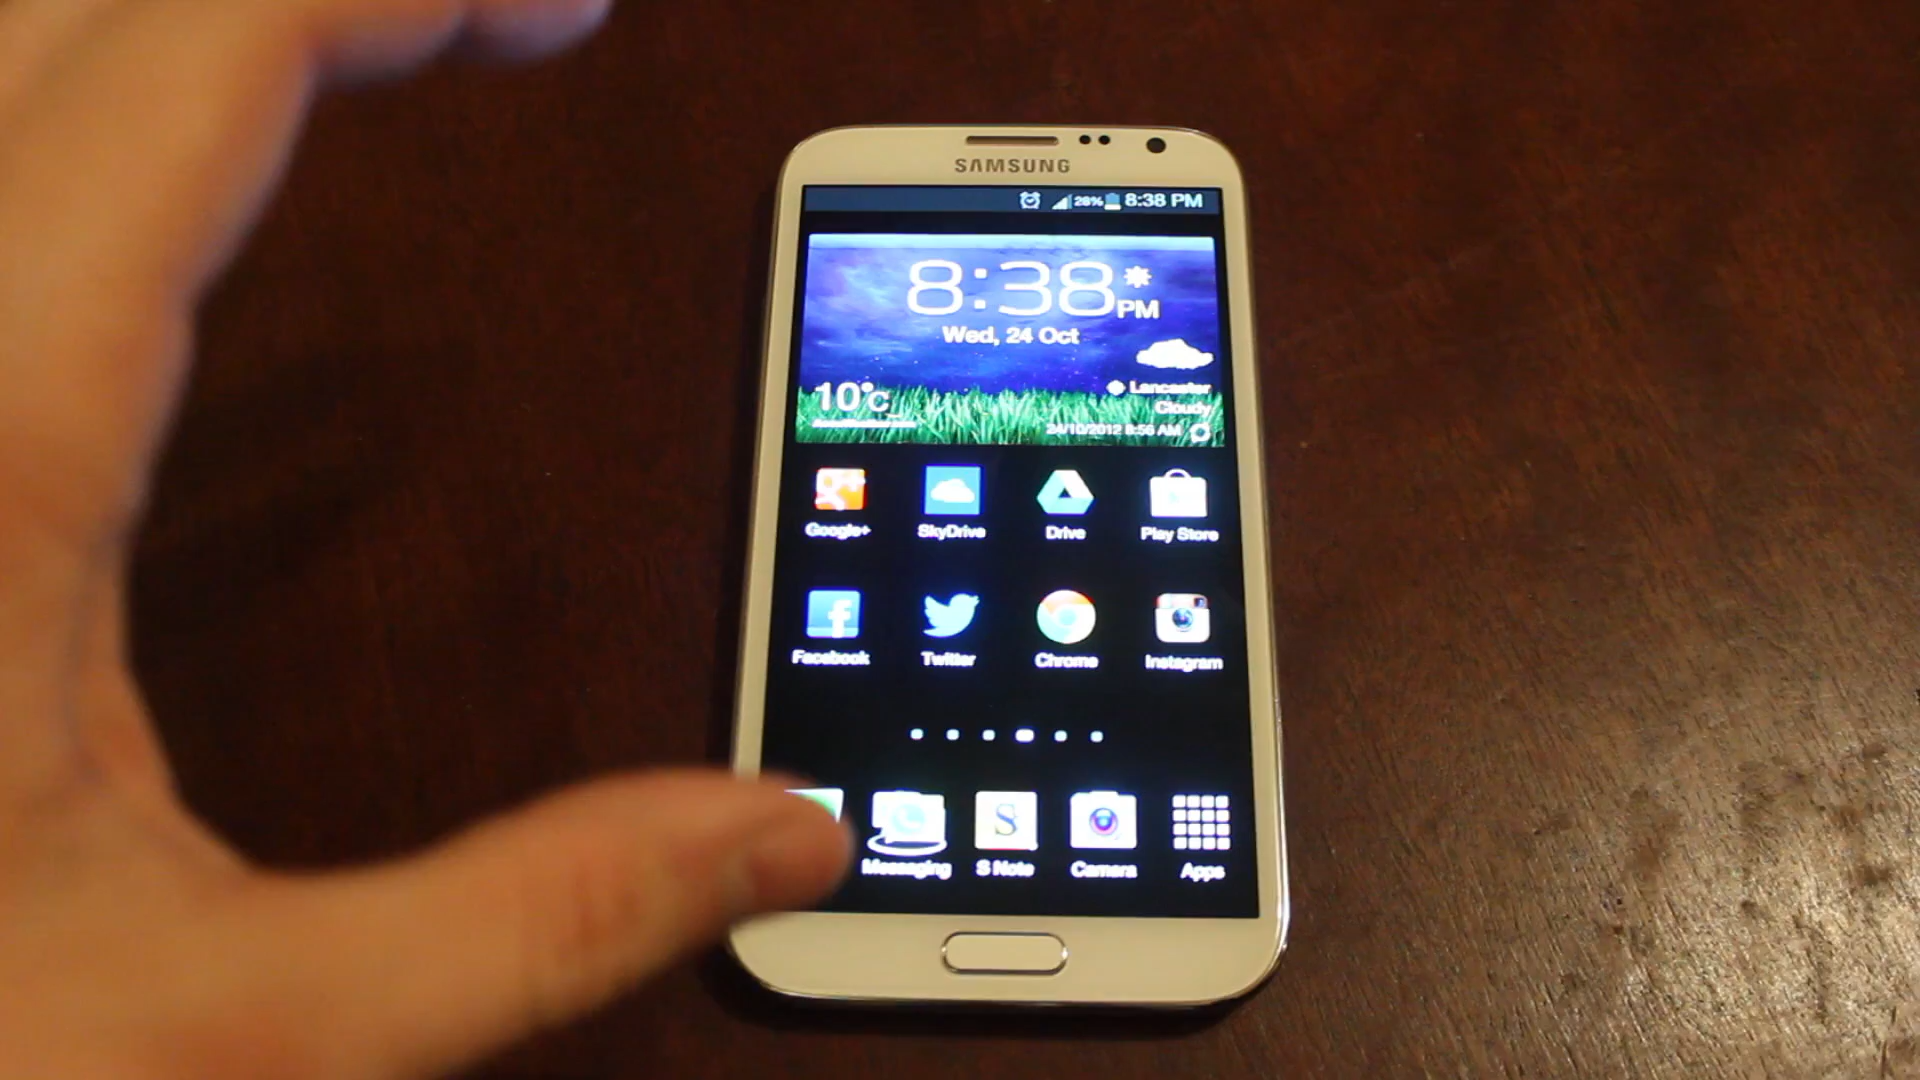 SAMSUNG
28% 8:38 PM
8:38 PM
Wed, 24 Oct
10°C
Lancaster
Cloudy
24/10/2012 8:56 AM
Google+ SkyDrive Drive Play Store
Facebook Twitter Chrome Instagram
Messaging S Note Camera Apps